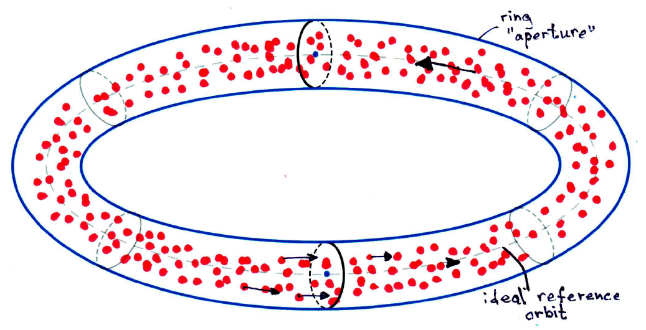 ring
"aperture"
ideal reference
orbit